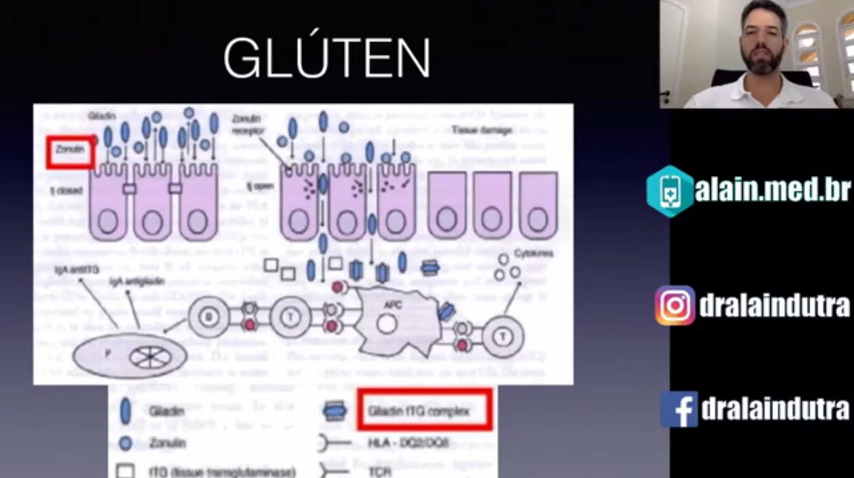 GLÚTEN
Gliadin
Zonulin
receptor
Tissue damage
Zonulin
tj closed
tj open
Cytokines
IgA antitTG
IgA antigliadin
B
T
APC
T
P
Gliadin
Gliadin tTG complex
Zonulin
HLA - DQ2/DQ8
tTG (tissue transglutaminase)
TCR
alain.med.br
dralaindutra
dralaindutra